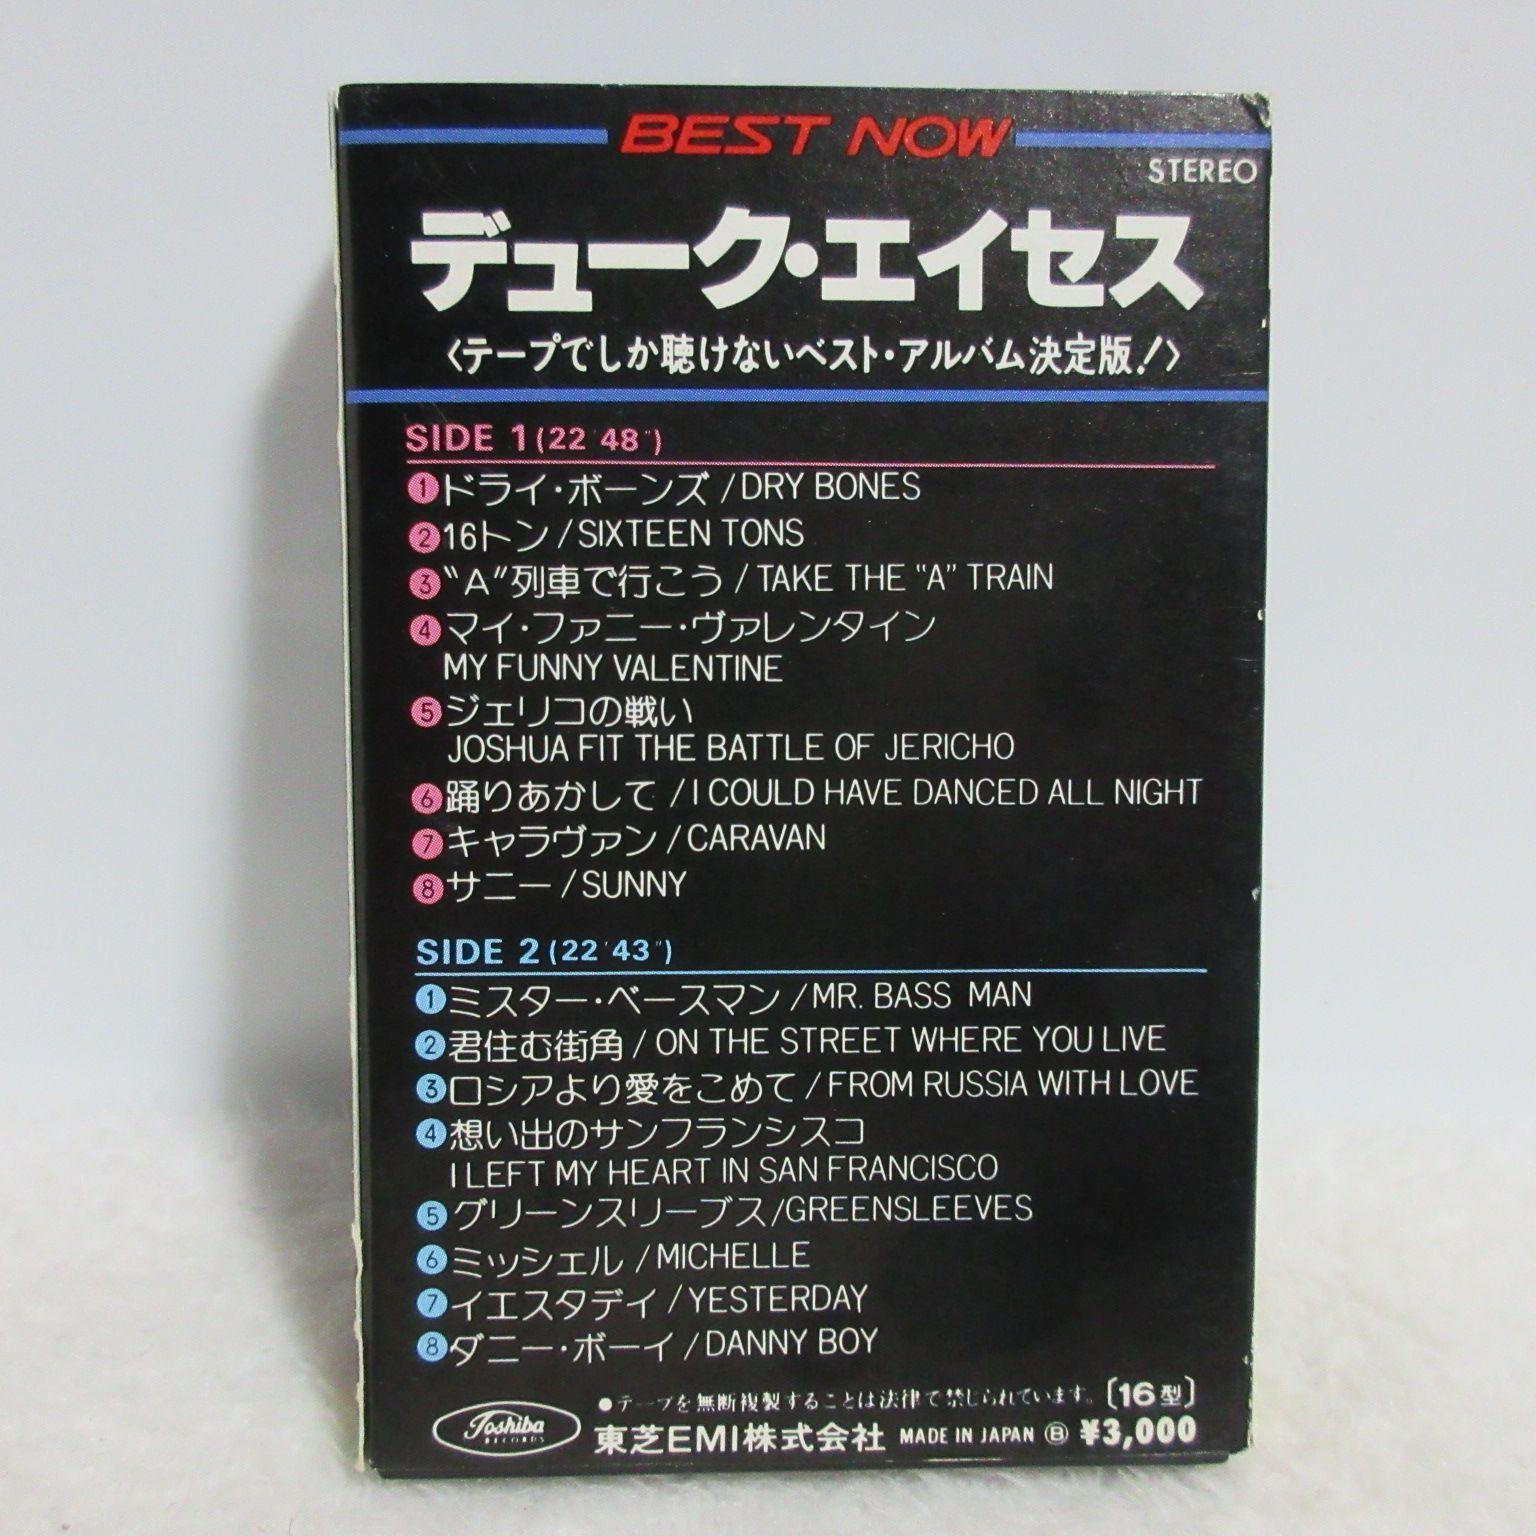 BEST NOW
STEREO
デューク・エイセス
〈テープでしか聴けないベスト・アルバム決定版!〉
SIDE 1 (22′48″)
1 ドライ・ボーンズ/DRY BONES
2 16トン/SIXTEEN TONS
3 “A”列車で行こう/TAKE THE “A” TRAIN
4 マイ・ファニー・ヴァレンタイン
MY FUNNY VALENTINE
5 ジェリコの戦い
JOSHUA FIT THE BATTLE OF JERICHO
6 踊りあかして/I COULD HAVE DANCED ALL NIGHT
7 キャラヴァン/CARAVAN
8 サニー/SUNNY
SIDE 2 (22′43″)
1 ミスター・ベースマン/MR. BASS MAN
2 君住む街角/ON THE STREET WHERE YOU LIVE
3 ロシアより愛をこめて/FROM RUSSIA WITH LOVE
4 想い出のサンフランシスコ
I LEFT MY HEART IN SAN FRANCISCO
5 グリーンスリーブス/GREENSLEEVES
6 ミッシェル/MICHELLE
7 イエスタデイ/YESTERDAY
8 ダニー・ボーイ/DANNY BOY
●テープを無断複製することは法律で禁じられています。〔16型〕
Toshiba RECORDS
東芝EMI株式会社 MADE IN JAPAN Ⓑ ¥3,000